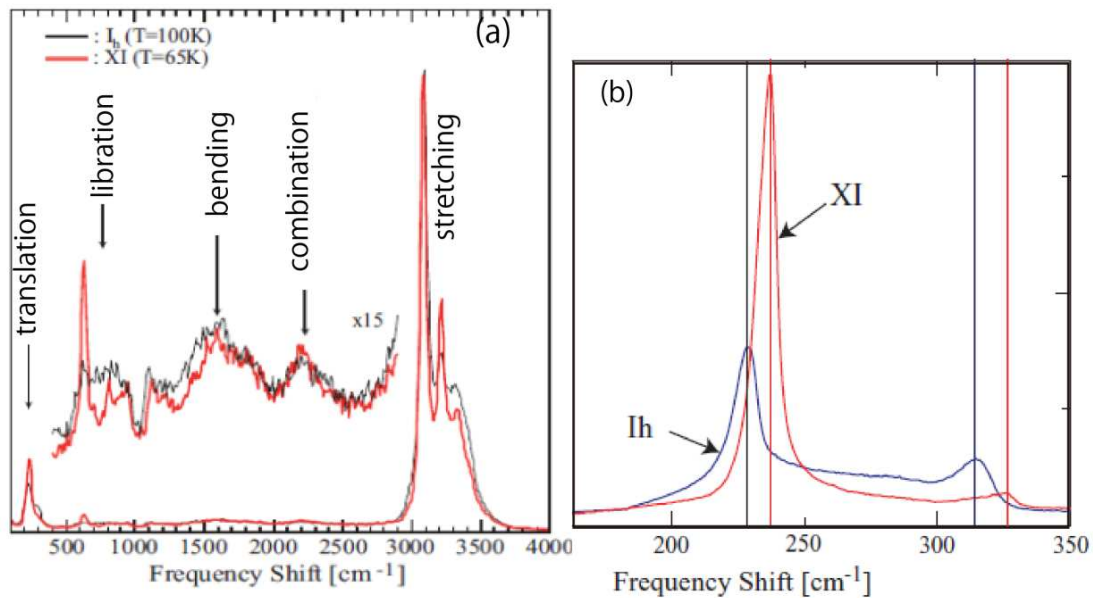 (a)
— : I_h (T=100K)
— : XI (T=65K)
translation
libration
bending
combination
stretching
x15
500 1000 1500 2000 2500 3000 3500 4000
Frequency Shift [cm⁻¹]
(b)
XI
Ih
200 250 300 350
Frequency Shift [cm⁻¹]